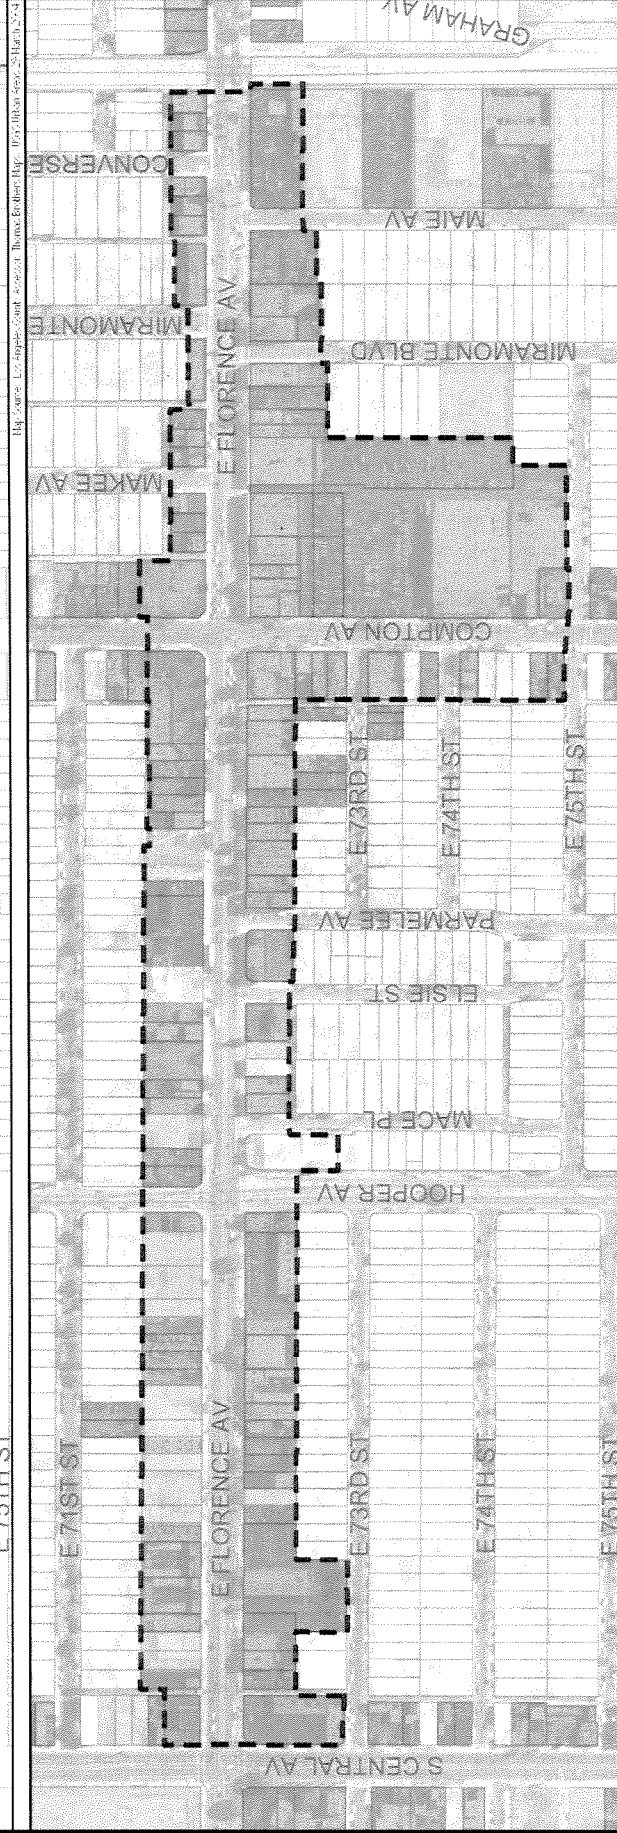 GRAHAM AV
CONVERSE
MAIE AV
MIRAMONTE
E FLORENCE AV
MIRAMONTE BLVD
MAKEE AV
COMPTON AV
E 73RD ST
E 74TH ST
E 75TH ST
PARMELEE AV
ELSIE ST
MACE PL
HOOPER AV
E 71ST ST
E FLORENCE AV
E 73RD ST
E 74TH ST
E 75TH ST
E 75TH ST
S CENTRAL AV